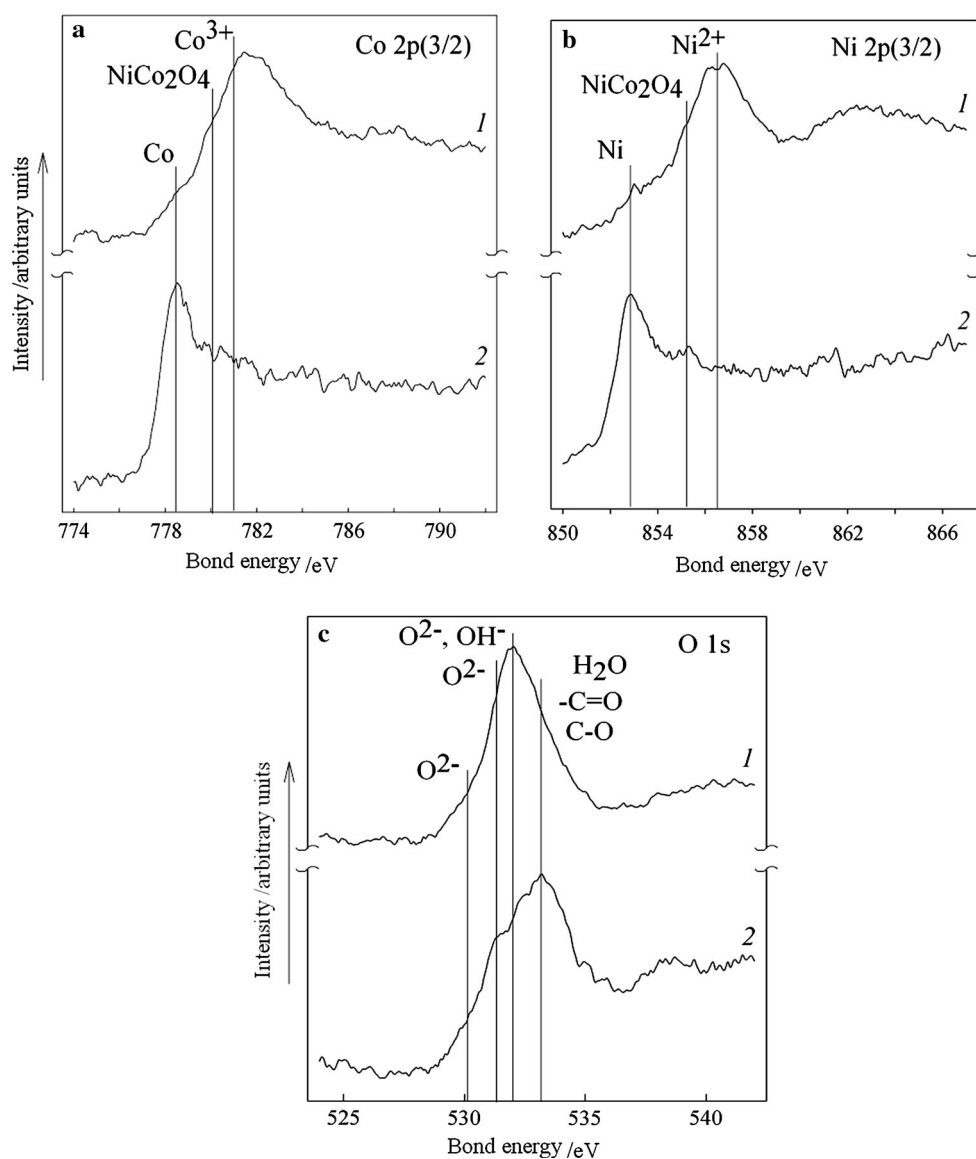 a
Co 2p(3/2)
Co3+
NiCo2O4
Co
1
2
Intensity /arbitrary units
774 778 782 786 790
Bond energy /eV
b
Ni 2p(3/2)
Ni2+
NiCo2O4
Ni
1
2
850 854 858 862 866
Bond energy /eV
c
O 1s
O2-, OH-
O2-
O2-
H2O
-C=O
C-O
1
2
Intensity /arbitrary units
525 530 535 540
Bond energy /eV